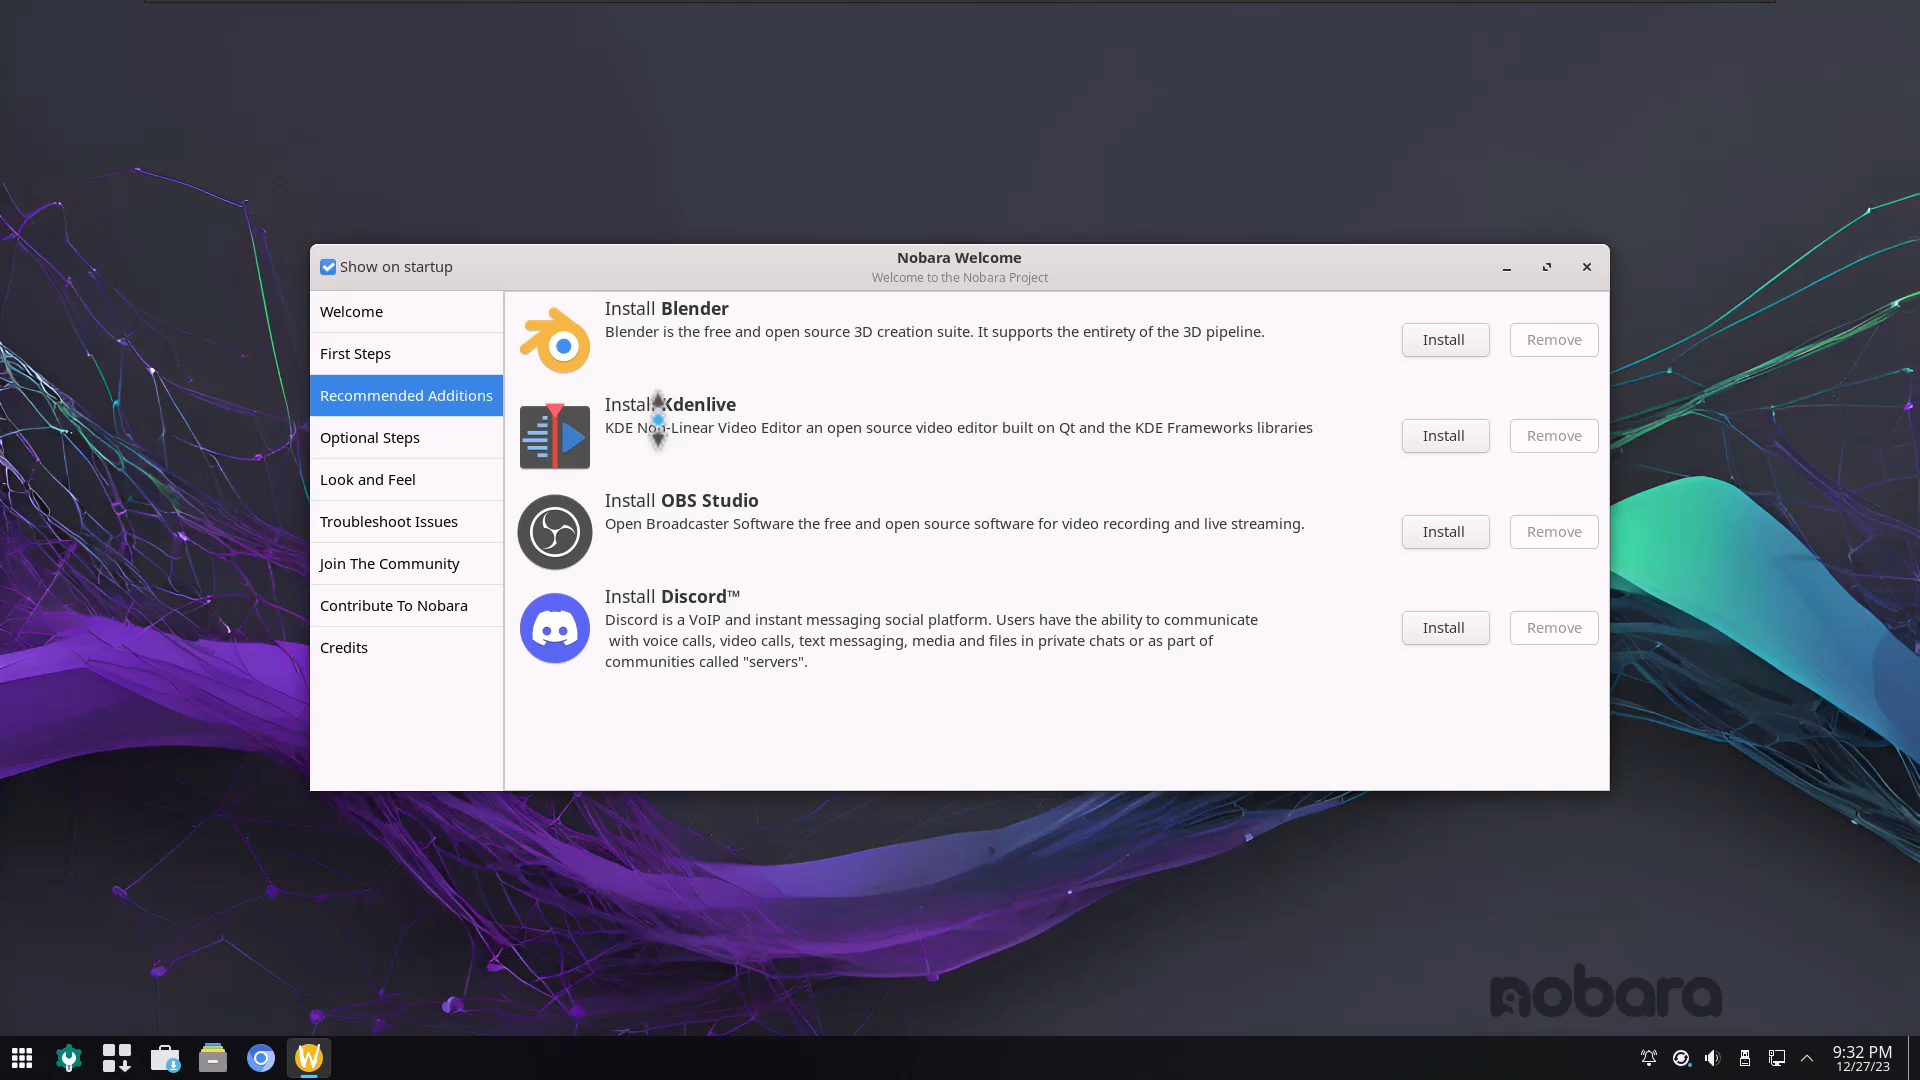 Show on startup
Nobara Welcome
Welcome to the Nobara Project
Welcome
First Steps
Recommended Additions
Optional Steps
Look and Feel
Troubleshoot Issues
Join The Community
Contribute To Nobara
Credits
Install Blender
Blender is the free and open source 3D creation suite. It supports the entirety of the 3D pipeline.
Install Remove
Install Kdenlive
KDE Non-Linear Video Editor an open source video editor built on Qt and the KDE Frameworks libraries
Install Remove
Install OBS Studio
Open Broadcaster Software the free and open source software for video recording and live streaming.
Install Remove
Install Discord™
Discord is a VoIP and instant messaging social platform. Users have the ability to communicate
with voice calls, video calls, text messaging, media and files in private chats or as part of
communities called "servers".
Install Remove
nobara
W
9:32 PM
12/27/23